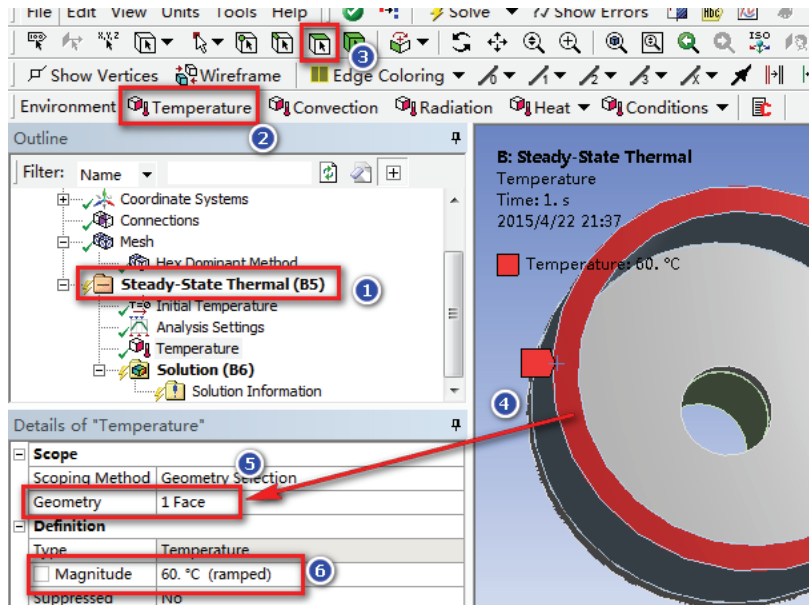 File Edit View Units Tools Help Solve ?/ Show Errors
x,y,z ISO
3
Show Vertices Wireframe Edge Coloring
Environment Temperature Convection Radiation Heat Conditions
2
Outline
Filter: Name
Coordinate Systems
Connections
Mesh
Hex Dominant Method
Steady-State Thermal (B5)
1
T=0 Initial Temperature
Analysis Settings
Temperature
Solution (B6)
Solution Information
B: Steady-State Thermal
Temperature
Time: 1. s
2015/4/22 21:37
Temperature: 60. °C
4
Details of "Temperature"
Scope
5
Scoping Method Geometry Selection
Geometry 1 Face
Definition
Type Temperature
Magnitude 60. °C (ramped)
6
Suppressed No